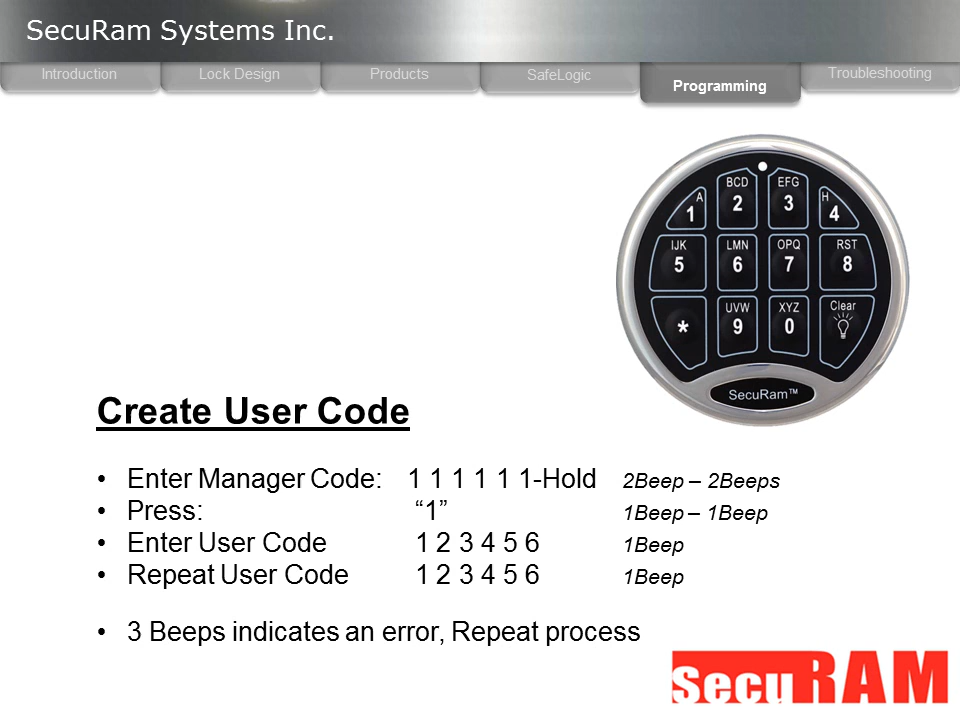 SecuRam Systems Inc.
Introduction Lock Design Products SafeLogic Programming Troubleshooting
A BCD EFG H
1 2 3 4
IJK LMN OPQ RST
5 6 7 8
UVW XYZ Clear
* 9 0
SecuRam™
Create User Code
• Enter Manager Code: 1 1 1 1 1 1-Hold 2Beep – 2Beeps
• Press: “1” 1Beep – 1Beep
• Enter User Code 1 2 3 4 5 6 1Beep
• Repeat User Code 1 2 3 4 5 6 1Beep
• 3 Beeps indicates an error, Repeat process
SecuRAM